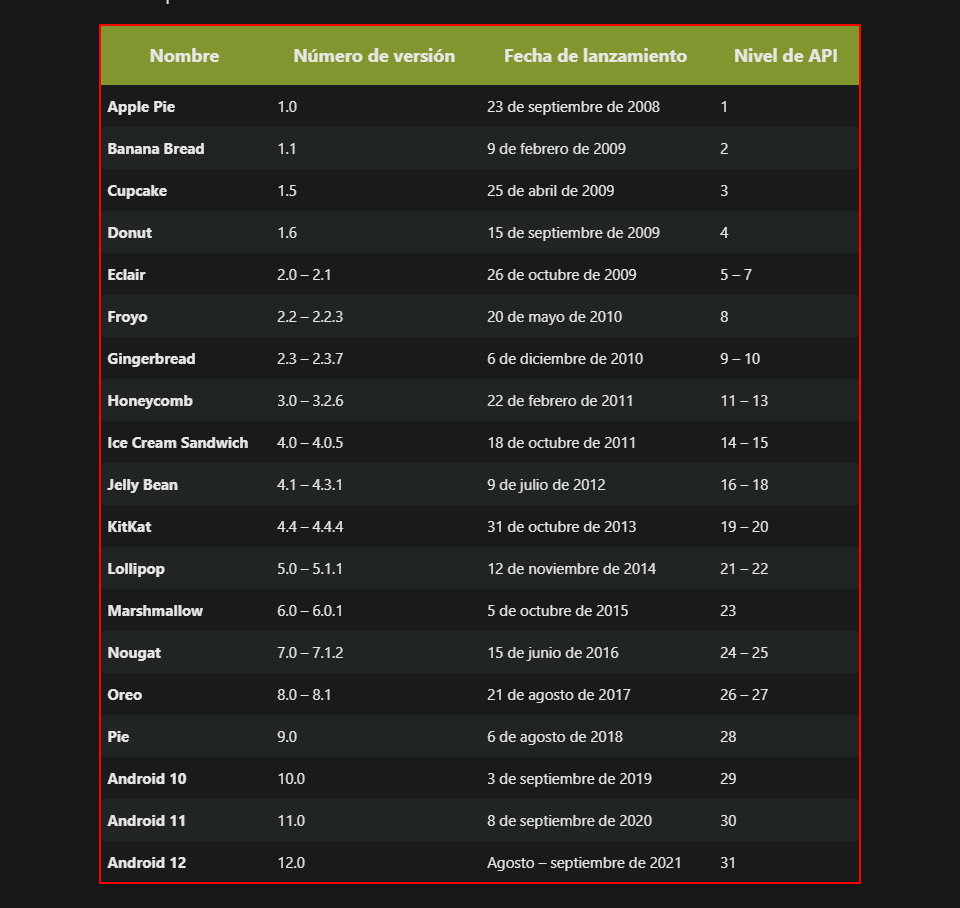 Nombre Número de versión Fecha de lanzamiento Nivel de API
Apple Pie 1.0 23 de septiembre de 2008 1
Banana Bread 1.1 9 de febrero de 2009 2
Cupcake 1.5 25 de abril de 2009 3
Donut 1.6 15 de septiembre de 2009 4
Eclair 2.0 – 2.1 26 de octubre de 2009 5 – 7
Froyo 2.2 – 2.2.3 20 de mayo de 2010 8
Gingerbread 2.3 – 2.3.7 6 de diciembre de 2010 9 – 10
Honeycomb 3.0 – 3.2.6 22 de febrero de 2011 11 – 13
Ice Cream Sandwich 4.0 – 4.0.5 18 de octubre de 2011 14 – 15
Jelly Bean 4.1 – 4.3.1 9 de julio de 2012 16 – 18
KitKat 4.4 – 4.4.4 31 de octubre de 2013 19 – 20
Lollipop 5.0 – 5.1.1 12 de noviembre de 2014 21 – 22
Marshmallow 6.0 – 6.0.1 5 de octubre de 2015 23
Nougat 7.0 – 7.1.2 15 de junio de 2016 24 – 25
Oreo 8.0 – 8.1 21 de agosto de 2017 26 – 27
Pie 9.0 6 de agosto de 2018 28
Android 10 10.0 3 de septiembre de 2019 29
Android 11 11.0 8 de septiembre de 2020 30
Android 12 12.0 Agosto – septiembre de 2021 31